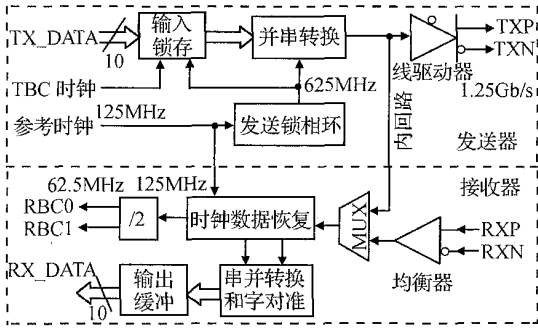 TX_DATA
10
输入
锁存
并串转换
TXP
TXN
线驱动器
1.25Gb/s
TBC 时钟
625MHz
参考时钟
125MHz
发送锁相环
内回路
发送器
62.5MHz
125MHz
接收器
RBC0
RBC1
/2
时钟数据恢复
MUX
RXP
RXN
均衡器
RX_DATA
10
输出
缓冲
串并转换
和字对准